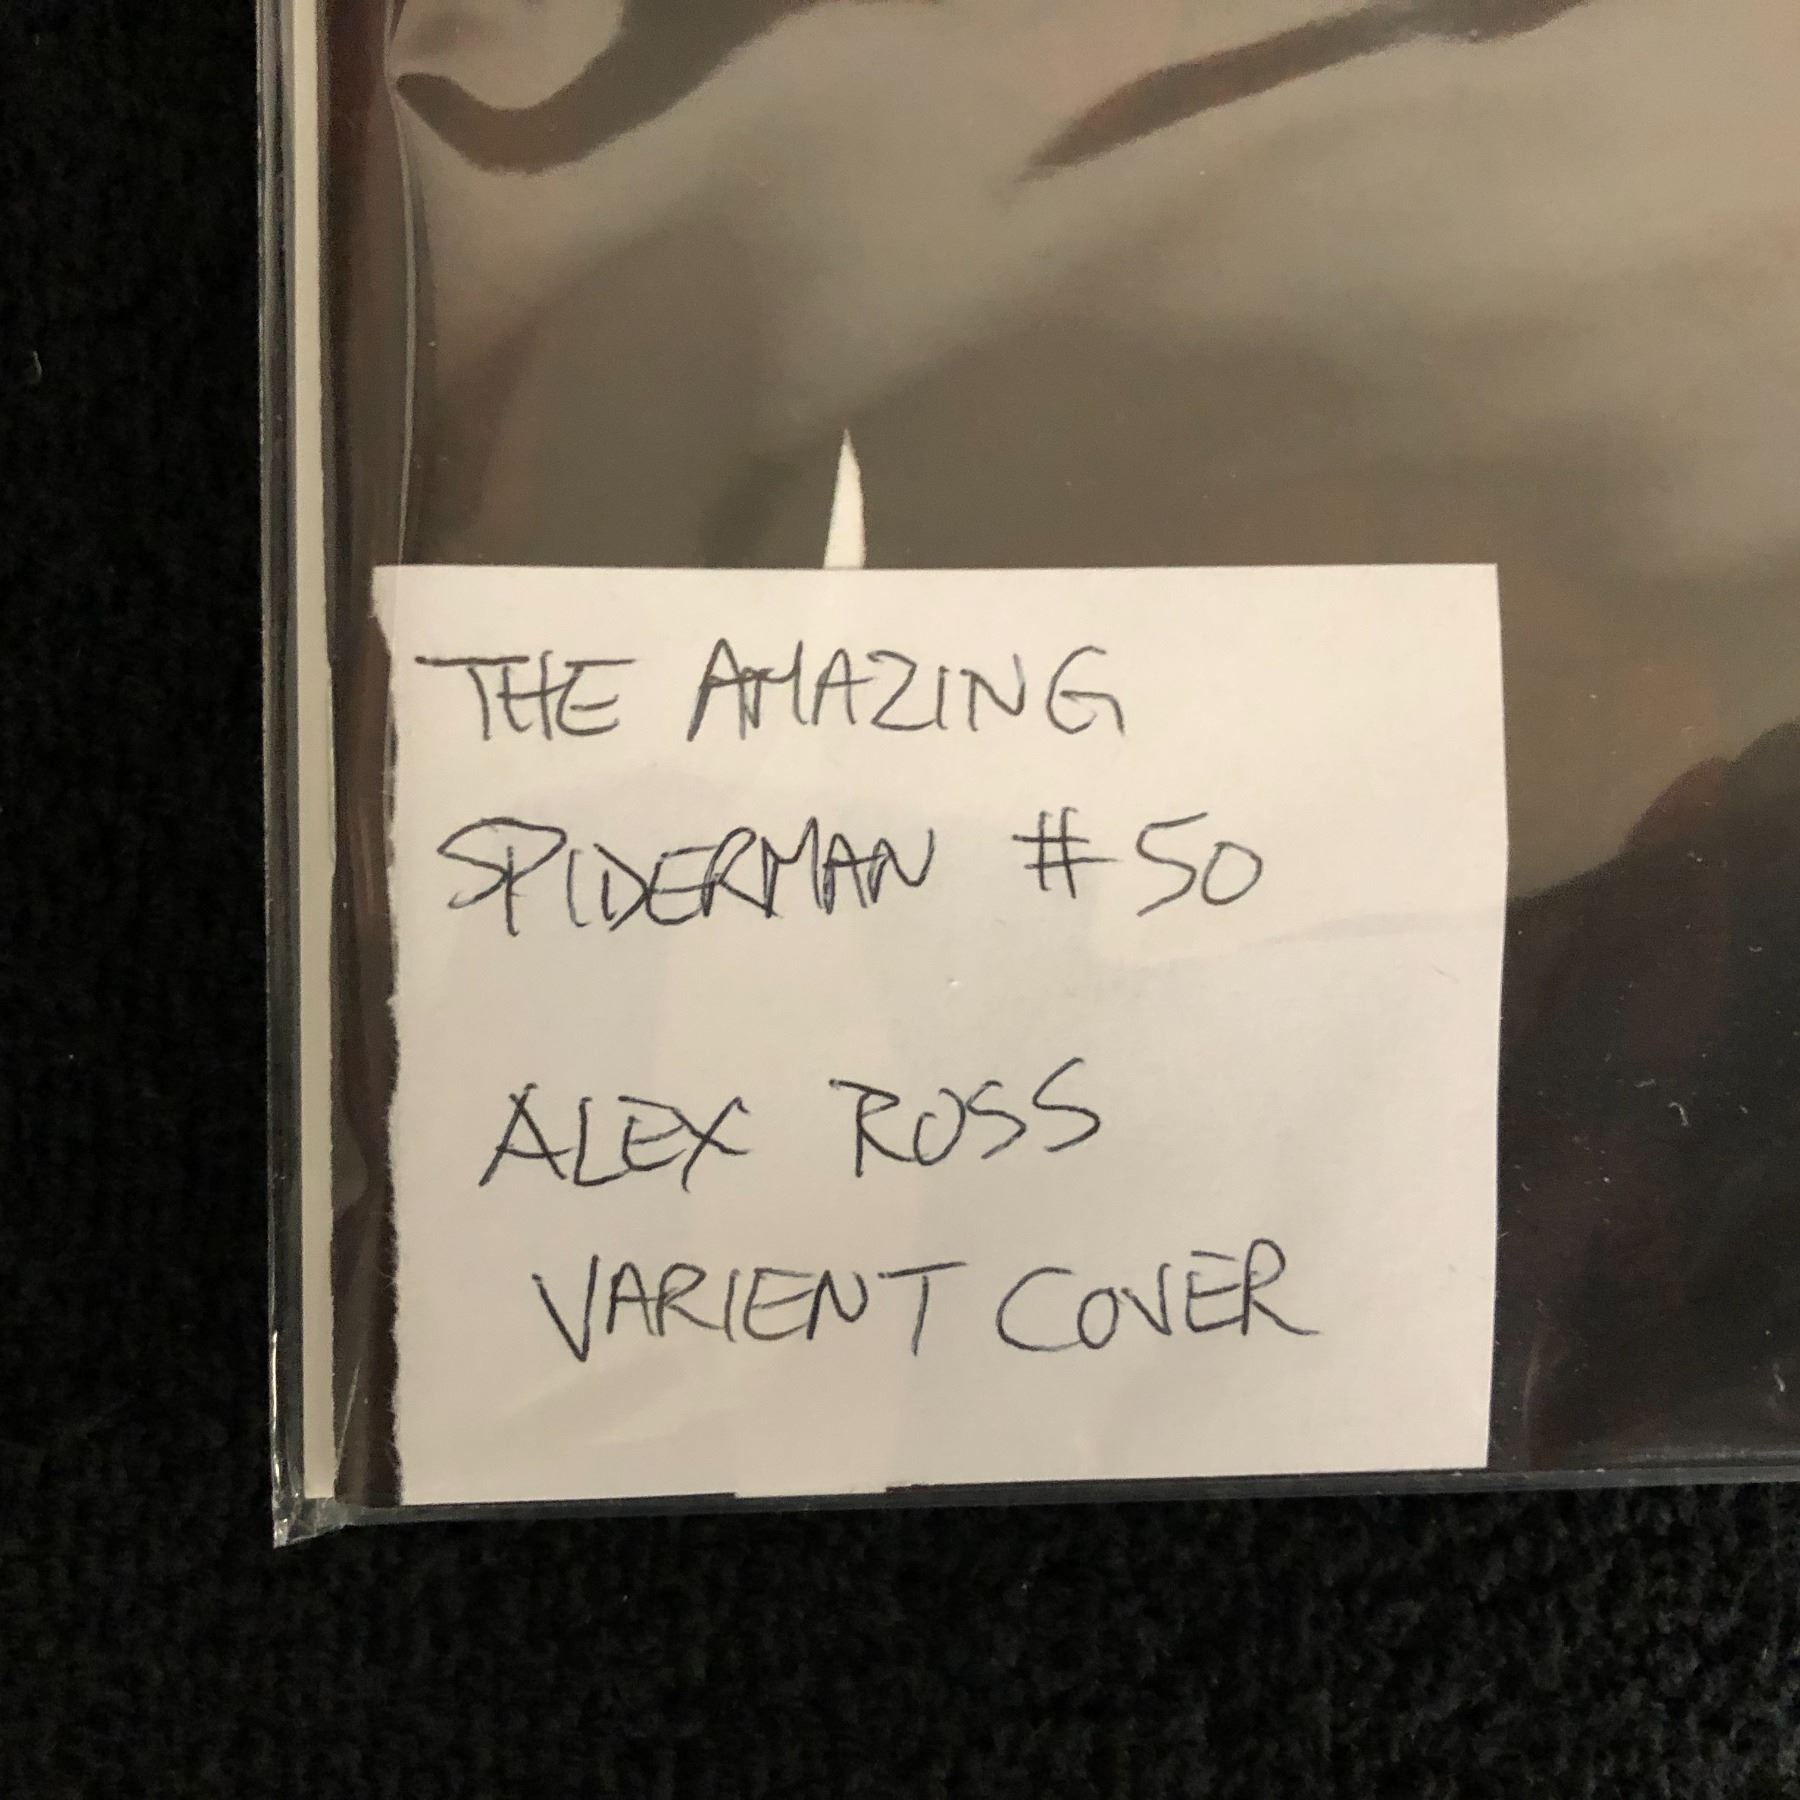 THE AMAZING
SPIDERMAN #50
ALEX ROSS
VARIENT COVER